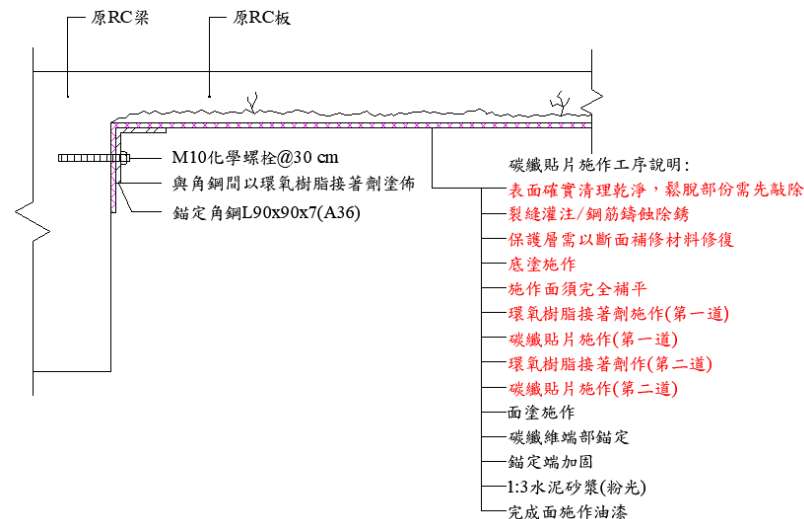 原RC梁
原RC板
M10化學螺栓@30 cm
與角鋼間以環氧樹脂接著劑塗佈
錨定角鋼L90x90x7(A36)
碳纖貼片施作工序說明:
表面確實清理乾淨，鬆脫部份需先敲除
裂縫灌注/鋼筋鑄蝕除銹
保護層需以斷面補修材料修復
底塗施作
施作面須完全補平
環氧樹脂接著劑施作(第一道)
碳纖貼片施作(第一道)
環氧樹脂接著劑作(第二道)
碳纖貼片施作(第二道)
面塗施作
碳纖維端部錨定
錨定端加固
1:3水泥砂漿(粉光)
完成面施作油漆